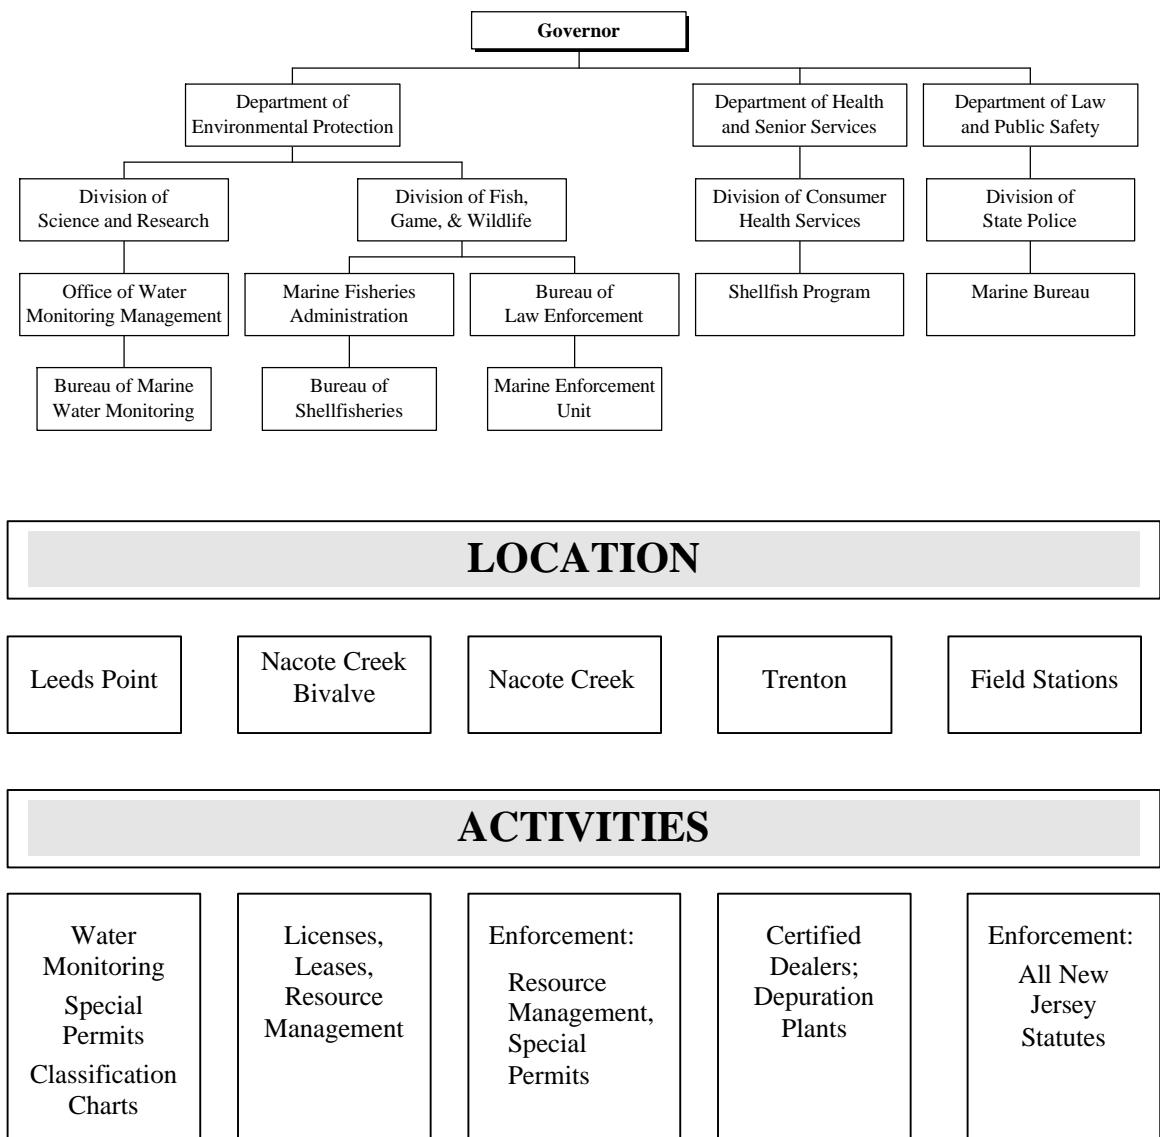 Governor
Department of
Environmental Protection
Department of Health
and Senior Services
Department of Law
and Public Safety
Division of
Science and Research
Division of Fish,
Game, & Wildlife
Division of Consumer
Health Services
Division of
State Police
Office of Water
Monitoring Management
Marine Fisheries
Administration
Bureau of
Law Enforcement
Shellfish Program
Marine Bureau
Bureau of Marine
Water Monitoring
Bureau of
Shellfisheries
Marine Enforcement
Unit
LOCATION
Leeds Point
Nacote Creek
Bivalve
Nacote Creek
Trenton
Field Stations
ACTIVITIES
Water
Monitoring
Special
Permits
Classification
Charts
Licenses,
Leases,
Resource
Management
Enforcement:
Resource
Management,
Special
Permits
Certified
Dealers;
Depuration
Plants
Enforcement:
All New
Jersey
Statutes